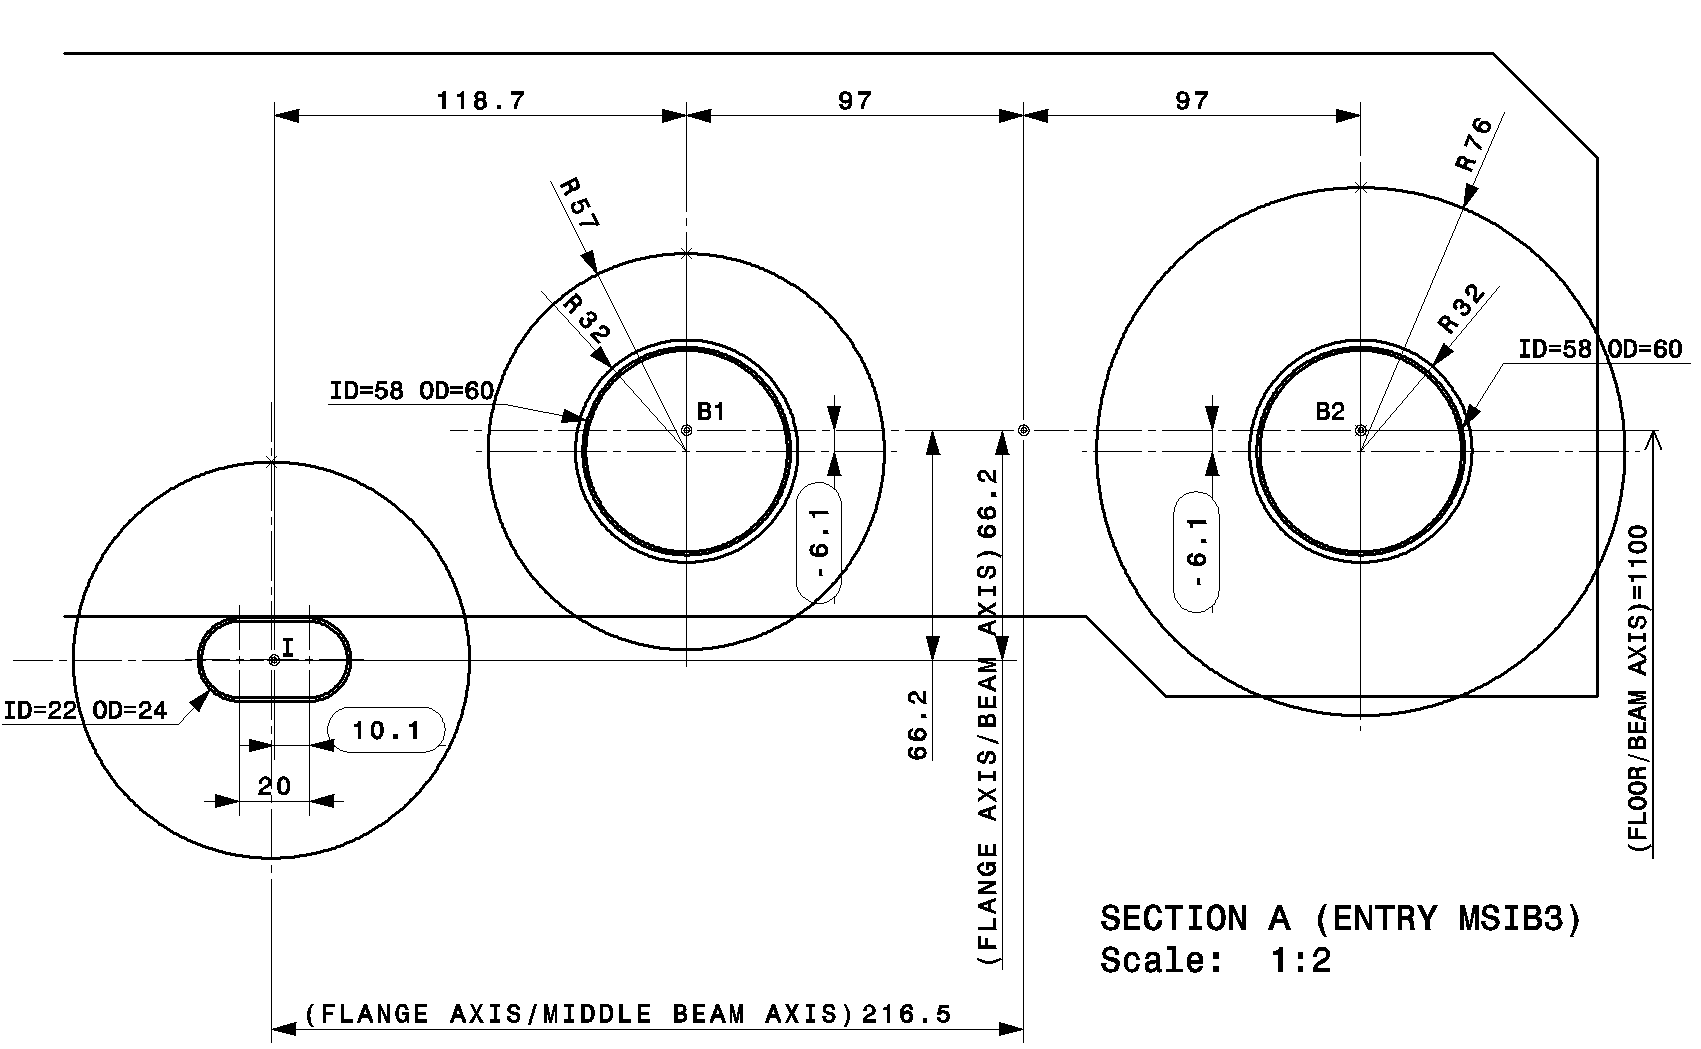 118.7
97
97
R76
R57
R32
R32
ID=58 OD=60
ID=58 OD=60
B1
B2
-6.1
-6.1
(FLANGE AXIS/BEAM AXIS)66.2
66.2
(FLOOR/BEAM AXIS)=1100
I
ID=22 OD=24
10.1
20
SECTION A (ENTRY MSIB3)
Scale: 1:2
(FLANGE AXIS/MIDDLE BEAM AXIS)216.5